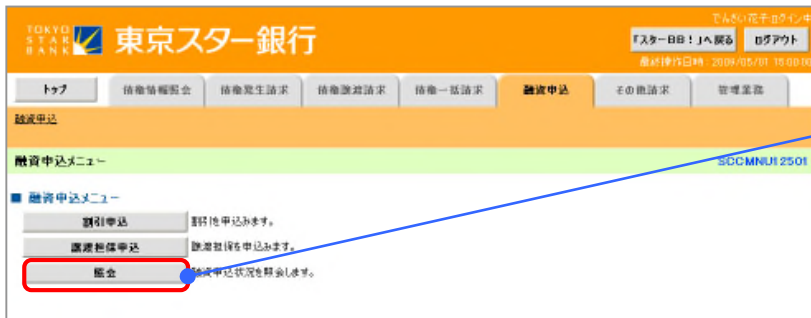 TOKYO
STAR
BANK
東京スター銀行
でんさい花子 ログイン中
『スターBB!』へ戻る ログアウト
最終操作日時:2009/05/01 15:00:00
トップ 債権情報照会 債権発生請求 債権譲渡請求 債権一括請求 融資申込 その他請求 管理業務
融資申込
融資申込メニュー SCCMNU12501
■ 融資申込メニュー
割引申込 割引を申込みます。
譲渡担保申込 譲渡担保を申込みます。
照会 融資申込状況を照会します。